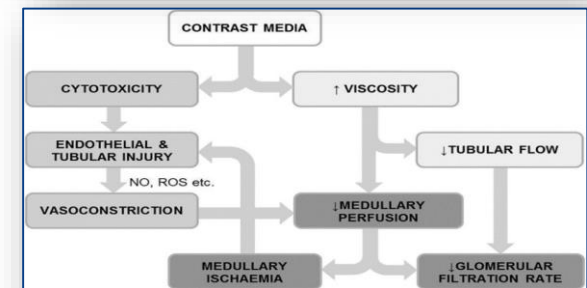 CONTRAST MEDIA
CYTOTOXICITY
↑ VISCOSITY
ENDOTHELIAL &
TUBULAR INJURY
↓TUBULAR FLOW
NO, ROS etc.
VASOCONSTRICTION
↓MEDULLARY
PERFUSION
MEDULLARY
ISCHAEMIA
↓GLOMERULAR
FILTRATION RATE